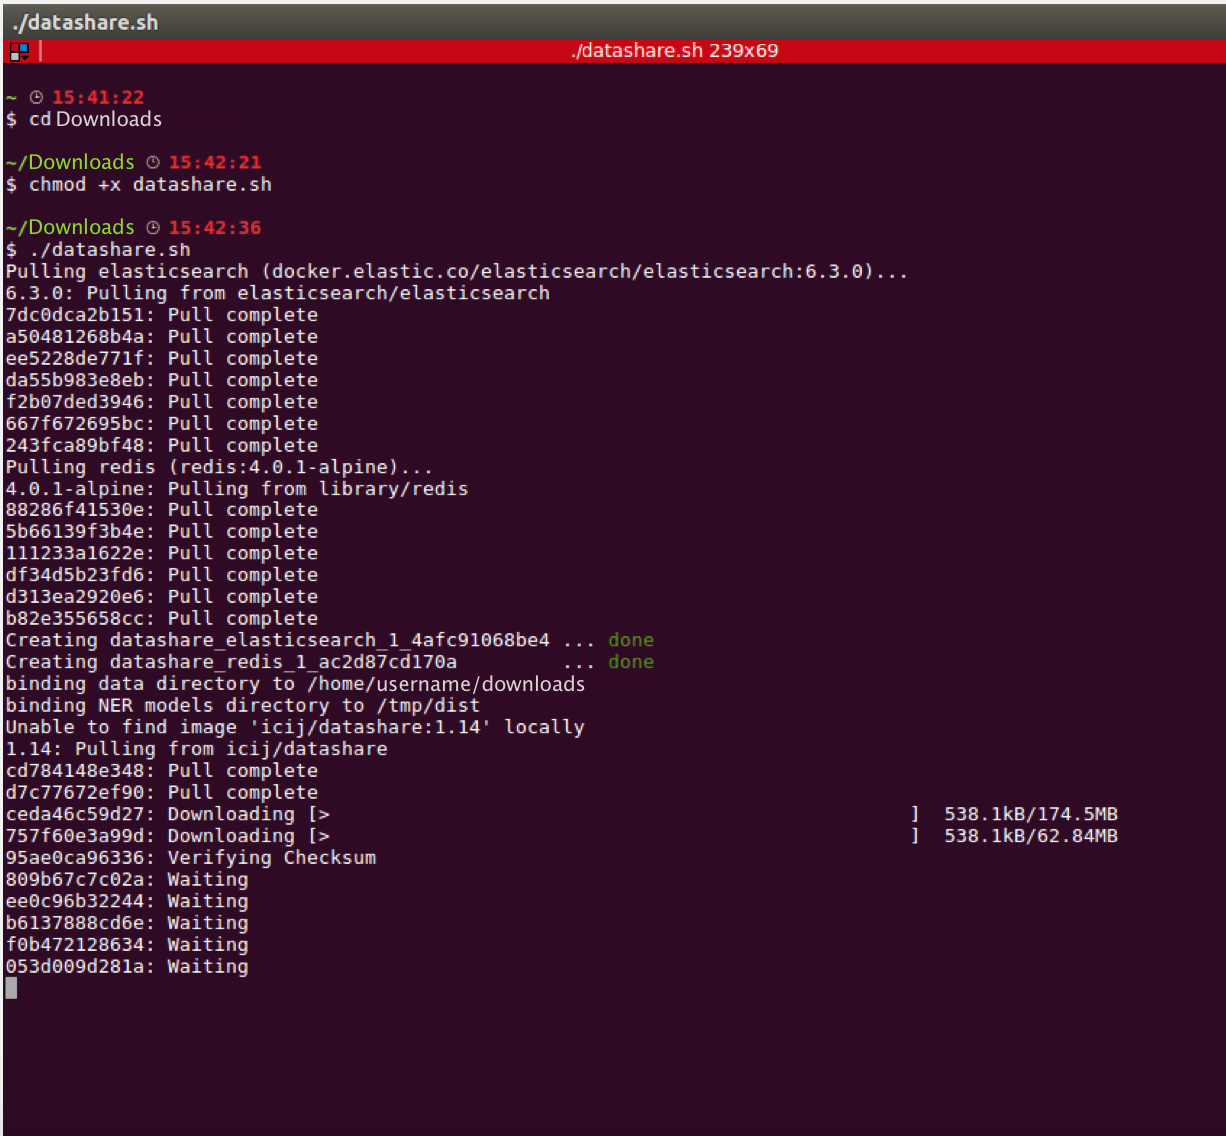 ./datashare.sh
./datashare.sh 239x69
~ 15:41:22
$ cd Downloads
~/Downloads 15:42:21
$ chmod +x datashare.sh
~/Downloads 15:42:36
$ ./datashare.sh
Pulling elasticsearch (docker.elastic.co/elasticsearch/elasticsearch:6.3.0)...
6.3.0: Pulling from elasticsearch/elasticsearch
7dc0dca2b151: Pull complete
a50481268b4a: Pull complete
ee5228de771f: Pull complete
da55b983e8eb: Pull complete
f2b07ded3946: Pull complete
667f672695bc: Pull complete
243fca89bf48: Pull complete
Pulling redis (redis:4.0.1-alpine)...
4.0.1-alpine: Pulling from library/redis
88286f41530e: Pull complete
5b66139f3b4e: Pull complete
111233a1622e: Pull complete
df34d5b23fd6: Pull complete
d313ea2920e6: Pull complete
b82e355658cc: Pull complete
Creating datashare_elasticsearch_1_4afc91068be4 ... done
Creating datashare_redis_1_ac2d87cd170a ... done
binding data directory to /home/username/downloads
binding NER models directory to /tmp/dist
Unable to find image 'icij/datashare:1.14' locally
1.14: Pulling from icij/datashare
cd784148e348: Pull complete
d7c77672ef90: Pull complete
ceda46c59d27: Downloading [> ] 538.1kB/174.5MB
757f60e3a99d: Downloading [> ] 538.1kB/62.84MB
95ae0ca96336: Verifying Checksum
809b67c7c02a: Waiting
ee0c96b32244: Waiting
b6137888cd6e: Waiting
f0b472128634: Waiting
053d009d281a: Waiting